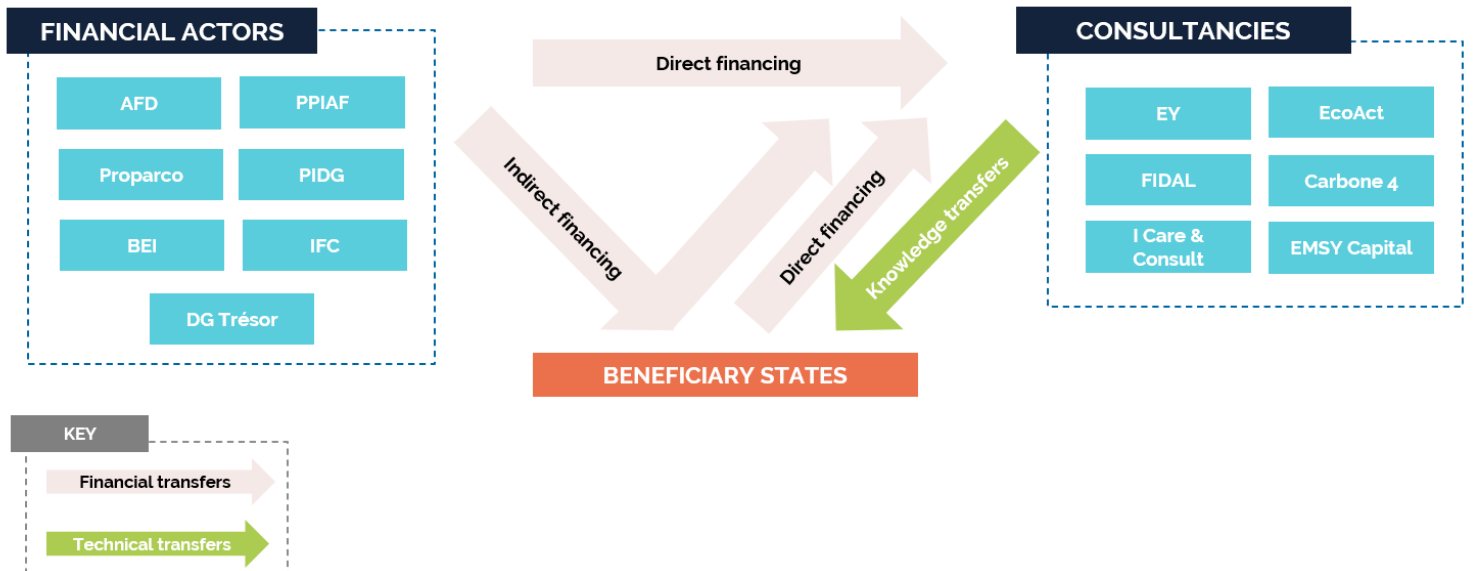 FINANCIAL ACTORS
AFD
PPIAF
Proparco
PIDG
BEI
IFC
DG Trésor
Direct financing
Indirect financing
Direct financing
Knowledge transfers
BENEFICIARY STATES
CONSULTANCIES
EY
EcoAct
FIDAL
Carbone 4
I Care &
Consult
EMSY Capital
KEY
Financial transfers
Technical transfers